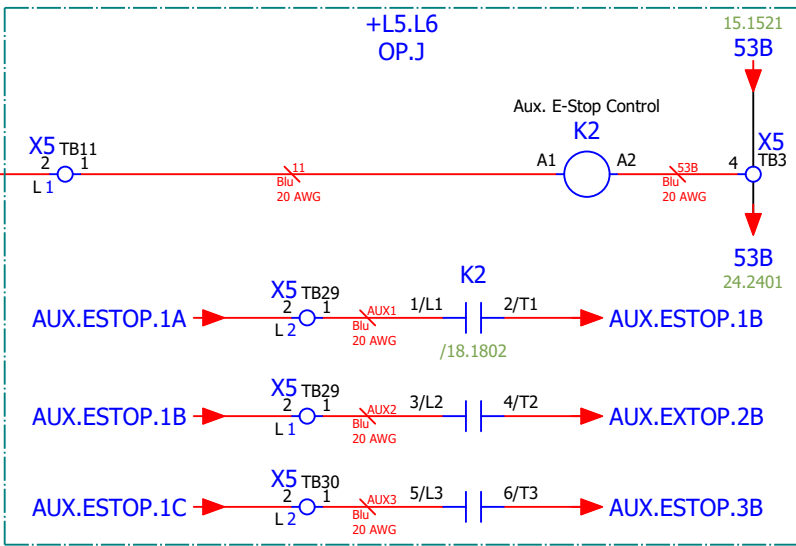 +L5.L6
OP.J
15.1521
53B
Aux. E-Stop Control
K2
X5 TB11
2 1
L 1
11
Blu
20 AWG
A1 A2
53B
Blu
20 AWG
4
X5
TB3
53B
24.2401
K2
AUX.ESTOP.1A
X5 TB29
2 1
L 2
AUX1
Blu
20 AWG
1/L1 2/T1
/18.1802
AUX.ESTOP.1B
AUX.ESTOP.1B
X5 TB29
2 1
L 1
AUX2
Blu
20 AWG
3/L2 4/T2
AUX.EXTOP.2B
AUX.ESTOP.1C
X5 TB30
2 1
L 2
AUX3
Blu
20 AWG
5/L3 6/T3
AUX.ESTOP.3B